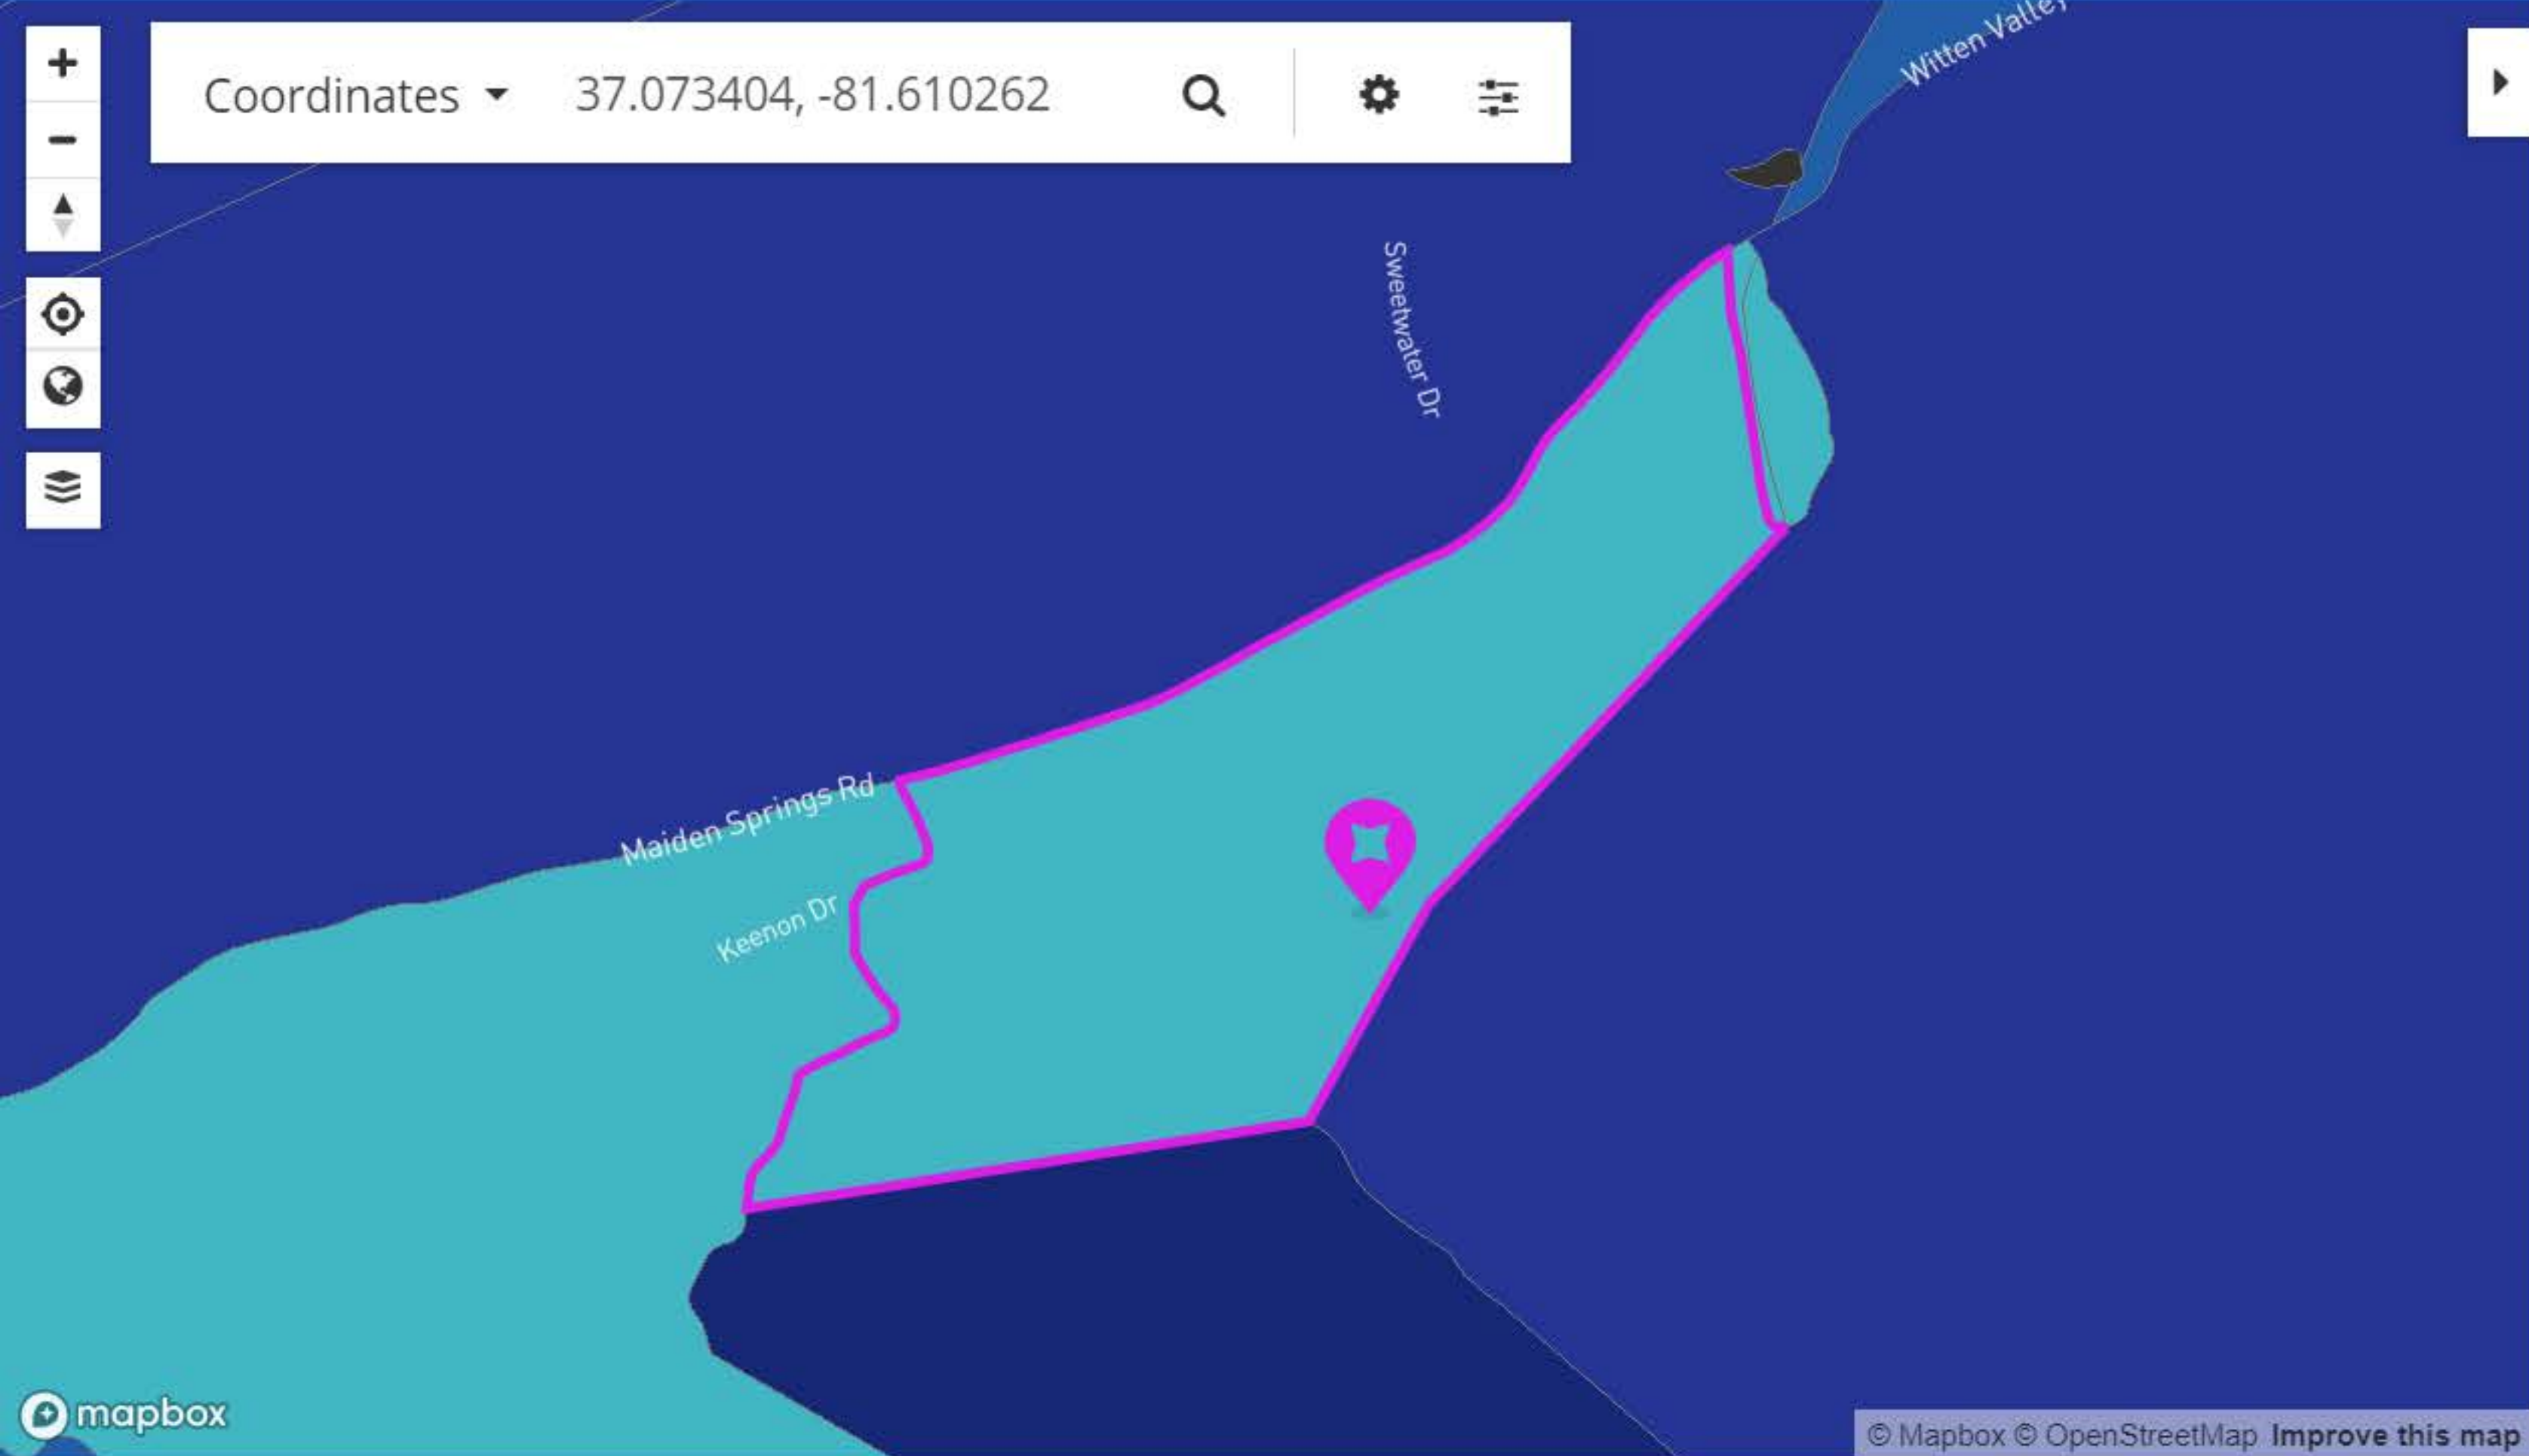 Coordinates 37.073404, -81.610262
Witten Valley
Sweetwater Dr
Maiden Springs Rd
Keenon Dr
mapbox
© Mapbox © OpenStreetMap Improve this map